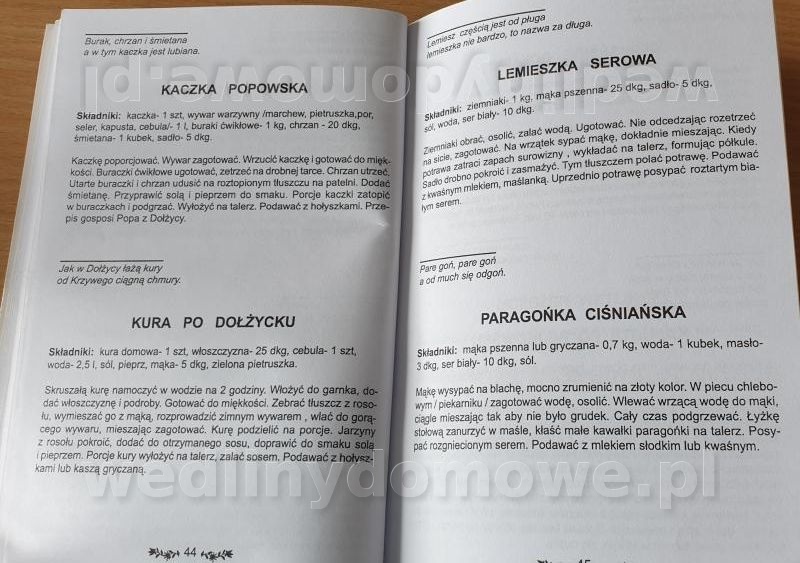 Burak, chrzan i śmietana
a w tym kaczka jest lubiana.
KACZKA POPOWSKA
Składniki: kaczka- 1 szt, wywar warzywny /marchew, pietruszka,por,
seler, kapusta, cebula/- 1 l, buraki ćwikłowe- 1 kg, chrzan - 20 dkg,
śmietana- 1 kubek, sadło- 5 dkg.
Kaczkę poporcjować. Wywar zagotować. Wrzucić kaczkę i gotować do mięk-
kości. Buraczki ćwikłowe ugotować, zetrzeć na drobnej tarce. Chrzan utrzeć.
Utarte buraczki i chrzan udusić na roztopionym tłuszczu na patelni. Dodać
śmietanę. Przyprawić solą i pieprzem do smaku. Porcje kaczki zatopić
w buraczkach i podgrzać. Wyłożyć na talerz. Podawać z hołyszkami. Prze-
pis gosposi Popa z Dołżycy.
Jak w Dołżycy łażą kury
od Krzywego ciągną chmury.
KURA PO DOŁŻYCKU
Składniki: kura domowa- 1 szt, włoszczyzna- 25 dkg, cebula- 1 szt,
woda- 2,5 l, sól, pieprz, mąka- 5 dkg, zielona pietruszka.
Skruszałą kurę namoczyć w wodzie na 2 godziny. Włożyć do garnka, do-
dać włoszczyznę i podroby. Gotować do miękkości. Zebrać tłuszcz z roso-
łu, wymieszać go z mąką, rozprowadzić zimnym wywarem , wlać do gorą-
cego wywaru, mieszając zagotować. Kurę podzielić na porcje. Jarzyny
z rosołu pokroić, dodać do otrzymanego sosu, doprawić do smaku solą
i pieprzem. Porcje kury wyłożyć na talerz, zalać sosem. Podawać z hołysz-
kami lub kaszą gryczaną.
44
Lemiesz częścią jest od pługa
łemieszka nie bardzo, to nazwa za długa.
LEMIESZKA SEROWA
Składniki: ziemniaki- 1 kg, mąka pszenna- 25 dkg, sadło- 5 dkg,
sól, woda, ser biały- 10 dkg.
Ziemniaki obrać, osolić, zalać wodą. Ugotować. Nie odcedzając rozetrzeć
na sicie, zagotować. Na wrzątek sypać mąkę, dokładnie mieszając. Kiedy
potrawa zatraci zapach surowizny , wykładać na talerz, formując półkule.
Sadło drobno pokroić i zasmażyć. Tym tłuszczem polać potrawę. Podawać
z kwaśnym mlekiem, maślanką. Uprzednio potrawę posypać roztartym bia-
łym serem.
Pare goń, pare goń
a od much się odgoń.
PARAGOŃKA CIŚNIAŃSKA
Składniki: mąka pszenna lub gryczana- 0,7 kg, woda- 1 kubek, masło-
3 dkg, ser biały- 10 dkg, sól.
Mąkę wysypać na blachę, mocno zrumienić na złoty kolor. W piecu chlebo-
wym / piekarniku / zagotować wodę, osolić. Wlewać wrzącą wodę do mąki,
ciągle mieszając tak aby nie było grudek. Cały czas podgrzewać. Łyżkę
stołową zanurzyć w maśle, kłaść małe kawałki paragońki na talerz. Posy-
pać rozgniecionym serem. Podawać z mlekiem słodkim lub kwaśnym.
45
wedlinydomowe.pl
wedlinydomowe.pl